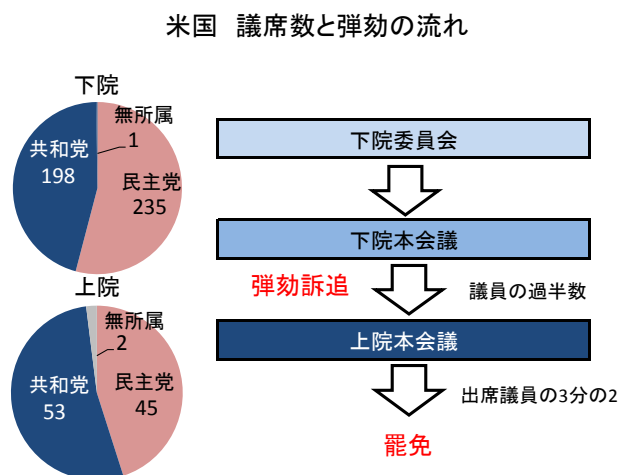 米国　議席数と弾劾の流れ
下院
無所属
1
共和党
198
民主党
235
上院
無所属
2
共和党
53
民主党
45
下院委員会
下院本会議
弾劾訴追
議員の過半数
上院本会議
出席議員の3分の2
罷免